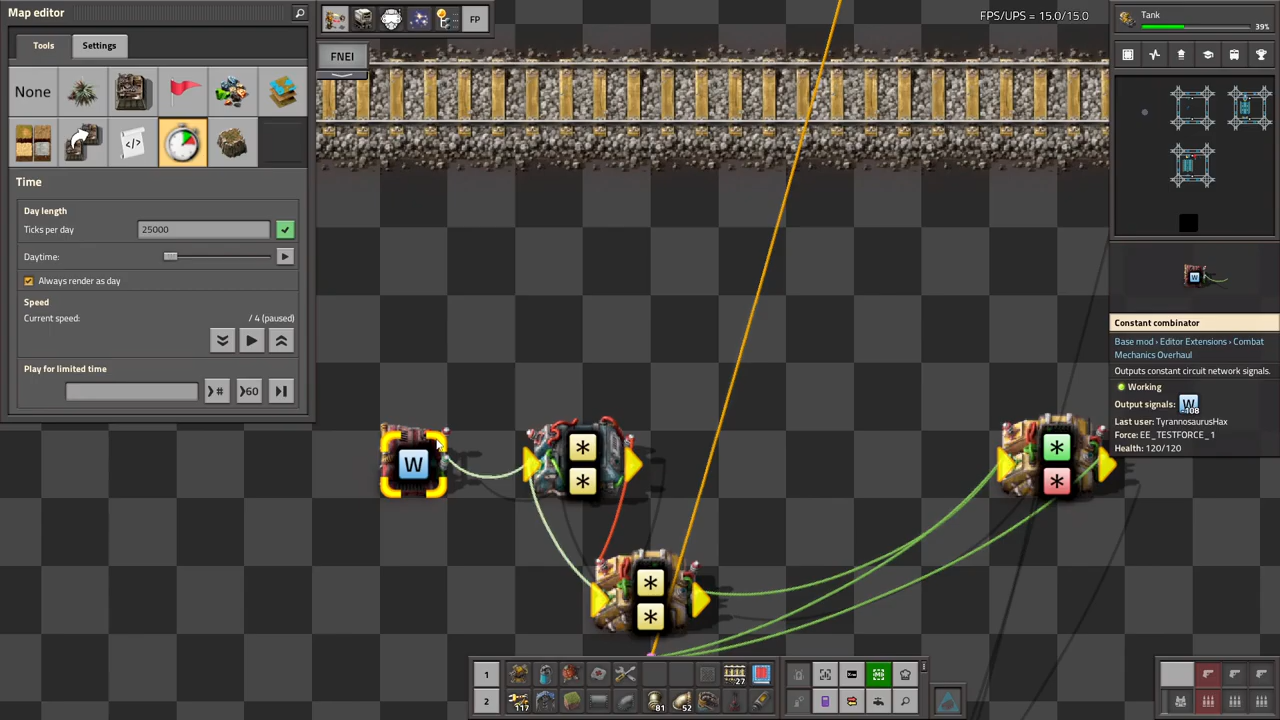 Map editor
Tools
Settings
None
Time
Day length
Ticks per day
25000
Daytime:
Always render as day
Speed
Current speed:
/ 4 (paused)
Play for limited time
#
60
FP
FNEI
FPS/UPS = 15.0/15.0
Tank
39%
Constant combinator
Base mod › Editor Extensions › Combat
Mechanics Overhaul
Outputs constant circuit network signals.
Working
Output signals:
W
-108
Last user: TyrannosaurusHax
Force: EE_TESTFORCE_1
Health: 120/120
W
*
*
*
*
*
*
1
27
2
117
81
52